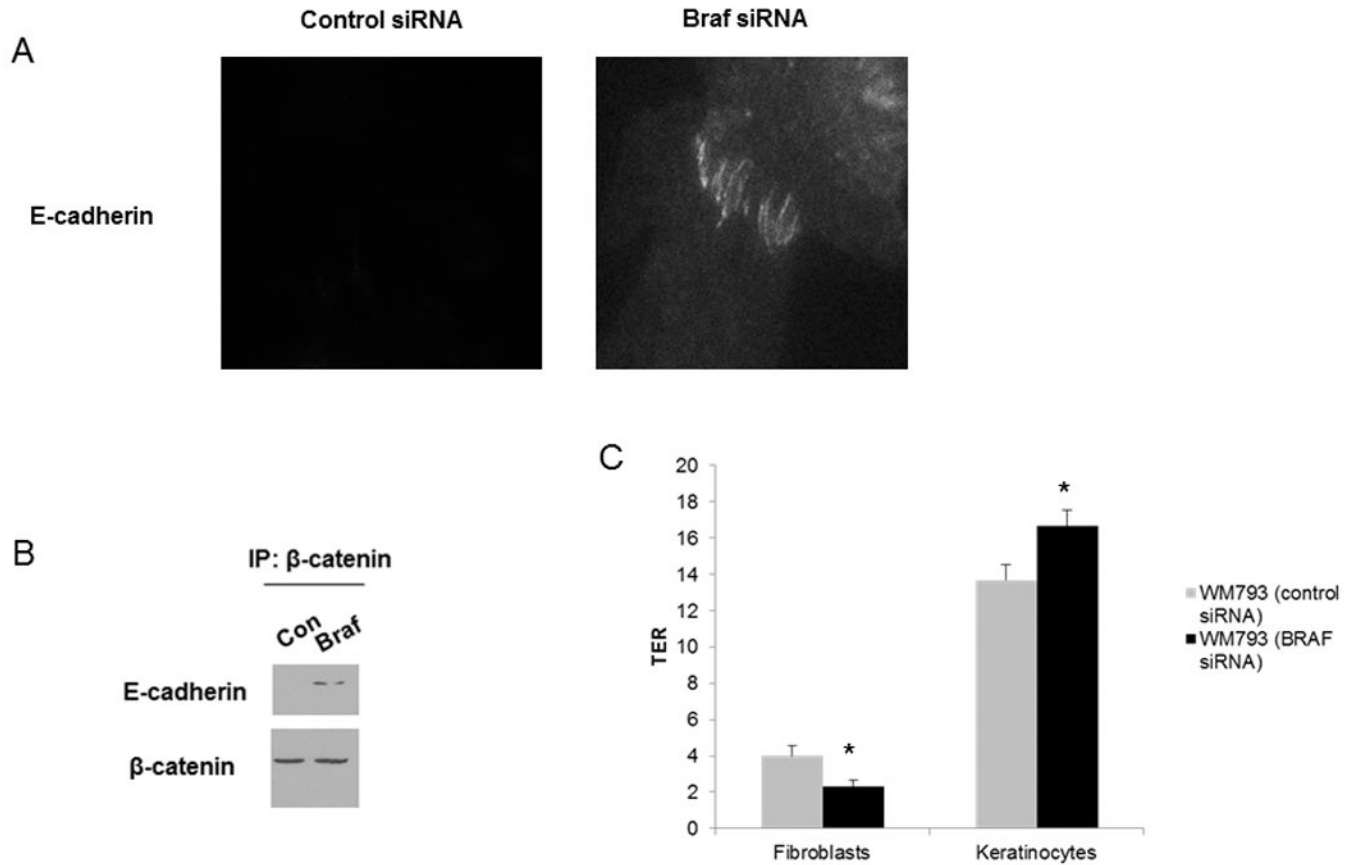 Control siRNA
Braf siRNA
A
E-cadherin
B
IP: β-catenin
Con
Braf
E-cadherin
β-catenin
C
20
18
16
14
12
10
8
6
4
2
0
TER
*
*
Fibroblasts
Keratinocytes
WM793 (control
siRNA)
WM793 (BRAF
siRNA)